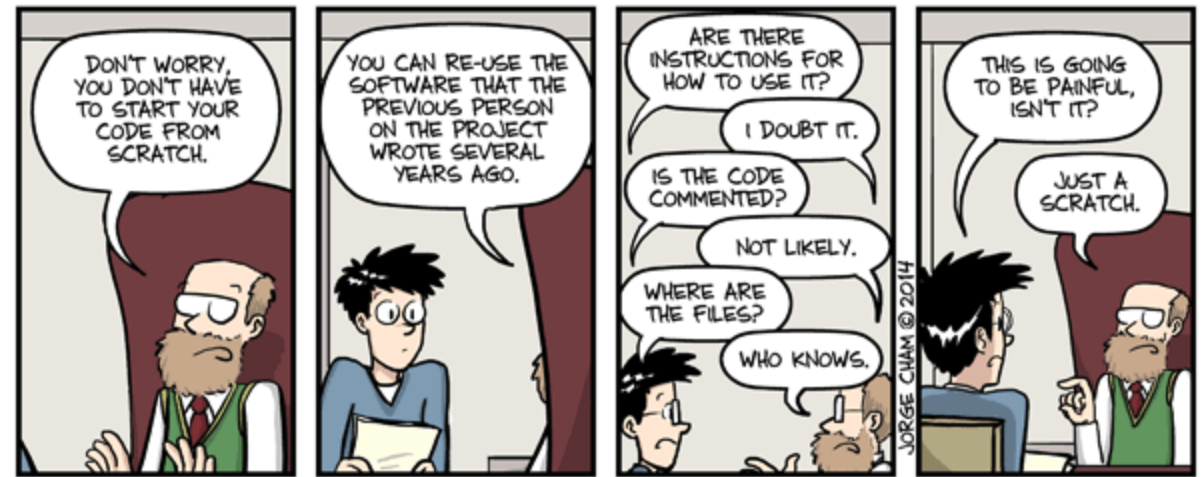 DON'T WORRY,
YOU DON'T HAVE
TO START YOUR
CODE FROM
SCRATCH.
YOU CAN RE-USE THE
SOFTWARE THAT THE
PREVIOUS PERSON
ON THE PROJECT
WROTE SEVERAL
YEARS AGO.
ARE THERE
INSTRUCTIONS FOR
HOW TO USE IT?
I DOUBT IT.
IS THE CODE
COMMENTED?
NOT LIKELY.
WHERE ARE
THE FILES?
WHO KNOWS.
JORGE CHAM © 2014
THIS IS GOING
TO BE PAINFUL,
ISN'T IT?
JUST A
SCRATCH.